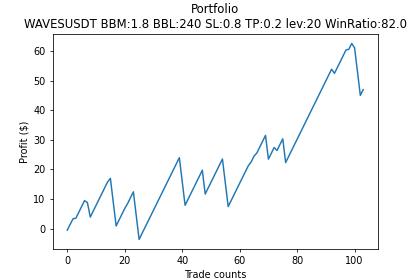 Portfolio
WAVESUSDT BBM:1.8 BBL:240 SL:0.8 TP:0.2 lev:20 WinRatio:82.0
Profit ($)
60
50
40
30
20
10
0
0 20 40 60 80 100
Trade counts